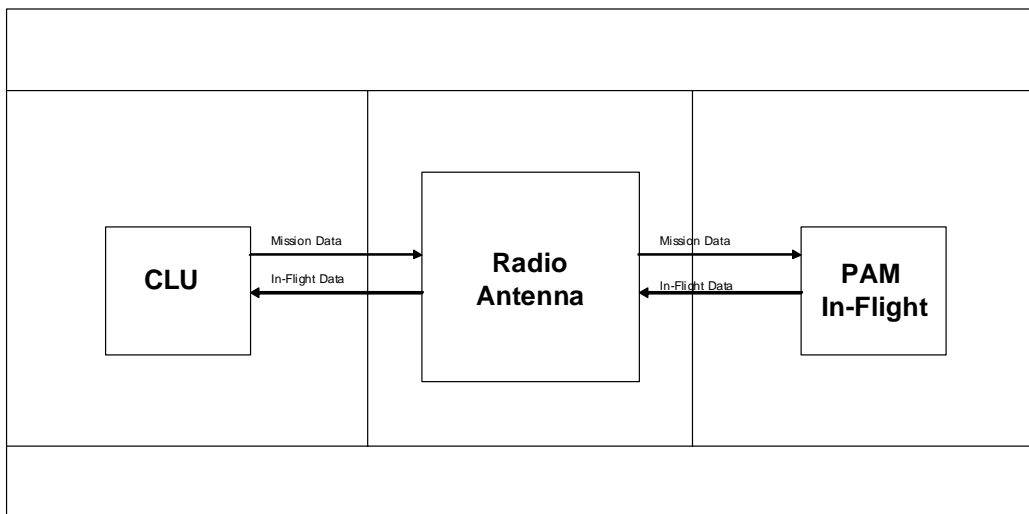 Mission Data
Mission Data
CLU
Radio
Antenna
PAM
In-Flight
In-Flight Data
In-Flight Data